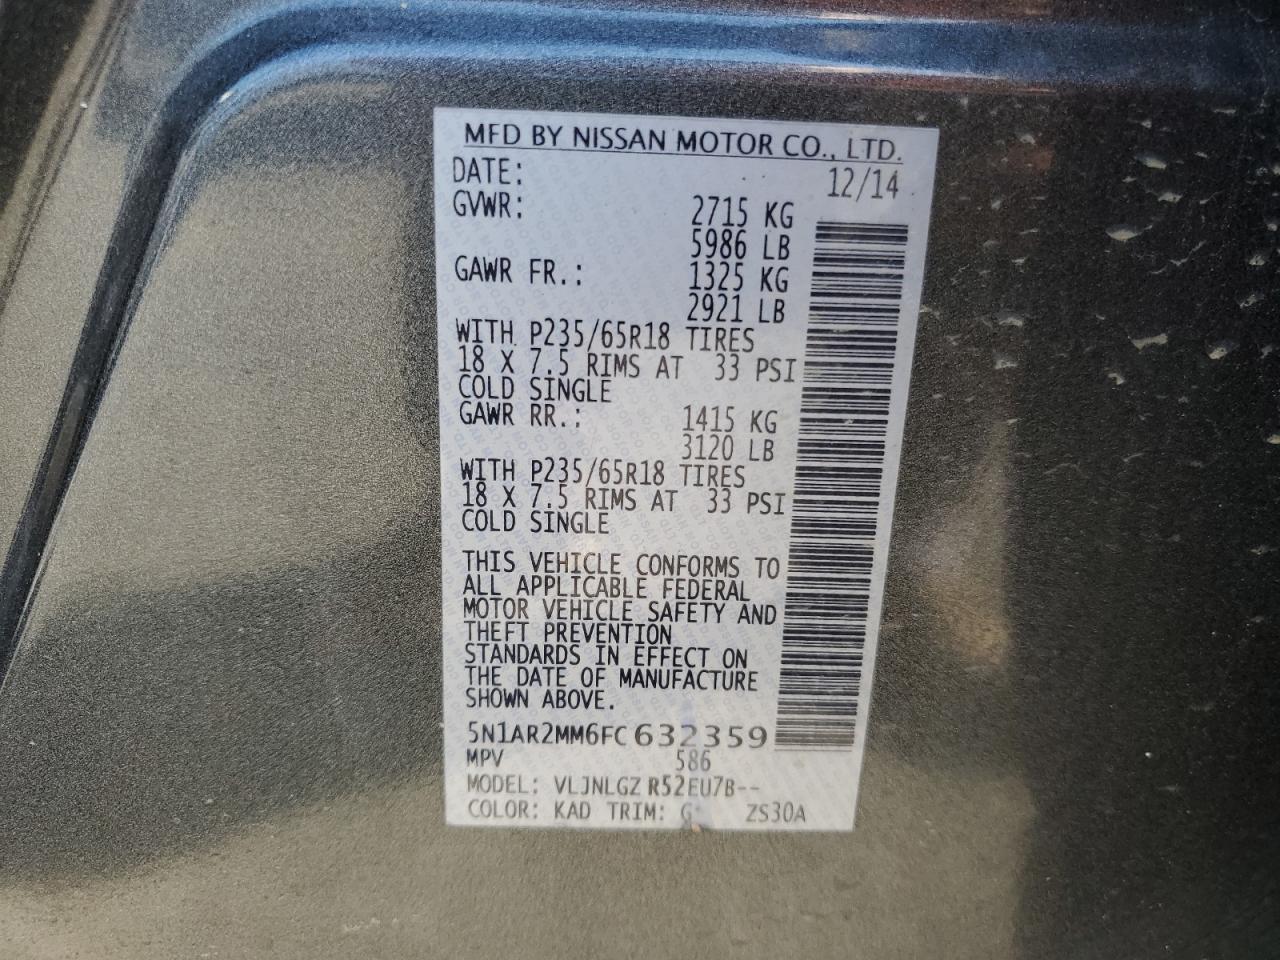 MFD BY NISSAN MOTOR CO., LTD.
DATE: 12/14
GVWR: 2715 KG
5986 LB
GAWR FR.: 1325 KG
2921 LB
WITH P235/65R18 TIRES
18 X 7.5 RIMS AT 33 PSI
COLD SINGLE
GAWR RR.: 1415 KG
3120 LB
WITH P235/65R18 TIRES
18 X 7.5 RIMS AT 33 PSI
COLD SINGLE
THIS VEHICLE CONFORMS TO
ALL APPLICABLE FEDERAL
MOTOR VEHICLE SAFETY AND
THEFT PREVENTION
STANDARDS IN EFFECT ON
THE DATE OF MANUFACTURE
SHOWN ABOVE.
5N1AR2MM6FC632359
MPV 586
MODEL: VLJNLGZ R52EU7B--
COLOR: KAD TRIM: G ZS30A